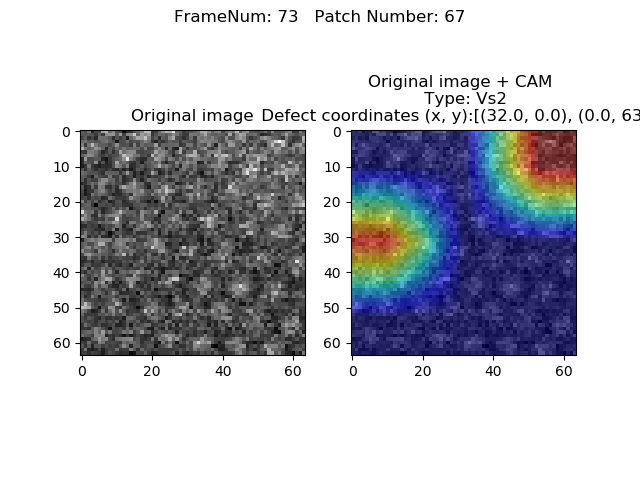 FrameNum: 73   Patch Number: 67
Original image + CAM
Type: Vs2
Original image
Defect coordinates (x, y):[(32.0, 0.0), (0.0, 63
0
10
20
30
40
50
60
0 20 40 60
0
10
20
30
40
50
60
0 20 40 60